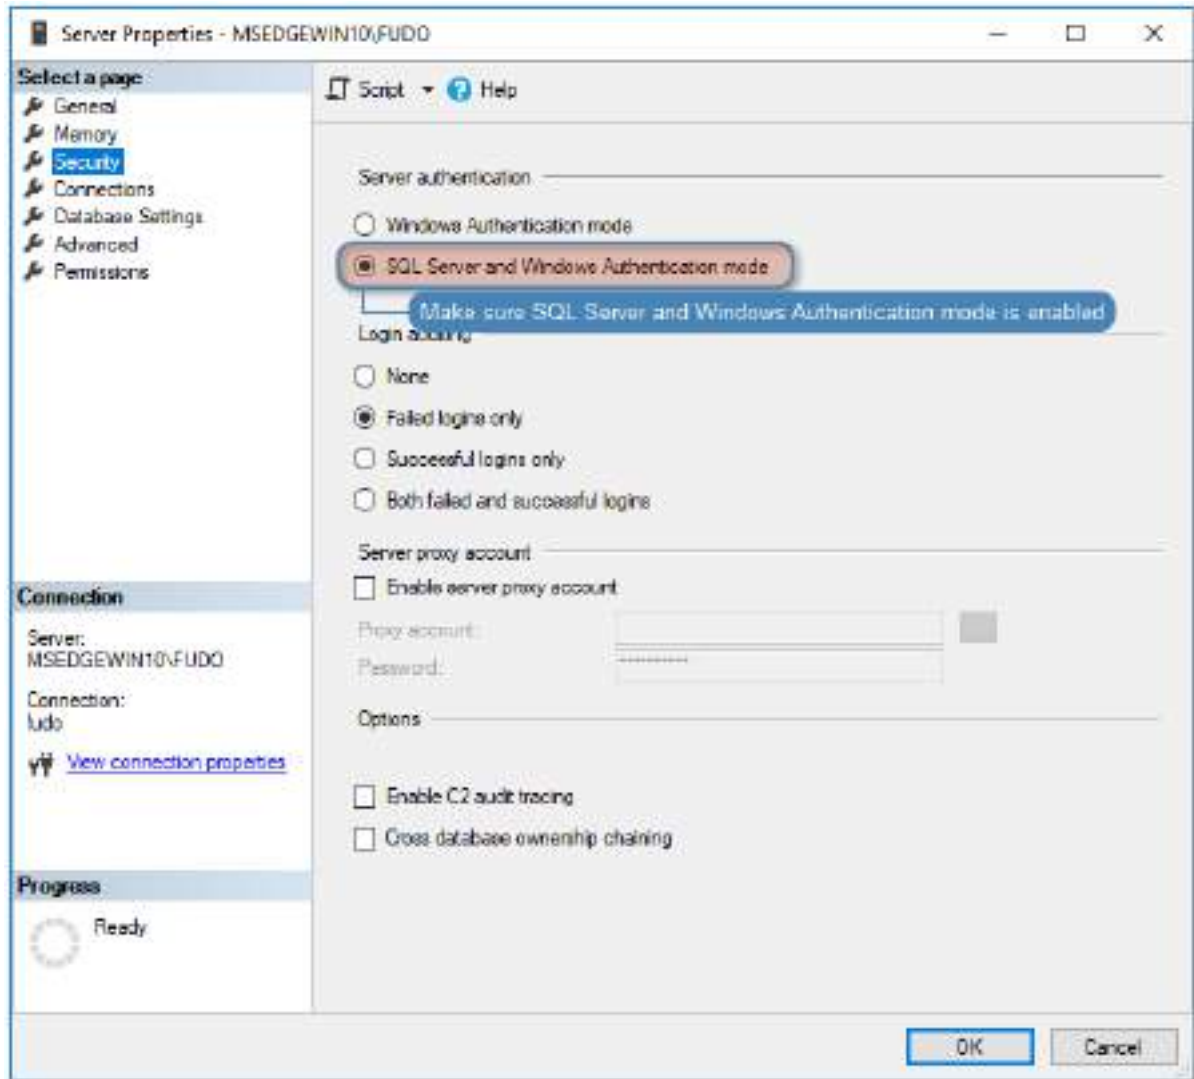 Server Properties - MSEDGEWIN10\FUDO
Select a page
General
Memory
Security
Connections
Database Settings
Advanced
Permissions
Script
Help
Server authentication
Windows Authentication mode
SQL Server and Windows Authentication mode
Make sure SQL Server and Windows Authentication mode is enabled
Login auditing
None
Failed logins only
Successful logins only
Both failed and successful logins
Server proxy account
Enable server proxy account
Proxy account:
Password:
Options
Enable C2 audit tracing
Cross database ownership chaining
Connection
Server:
MSEDGEWIN10\FUDO
Connection:
fudo
View connection properties
Progress
Ready
OK
Cancel